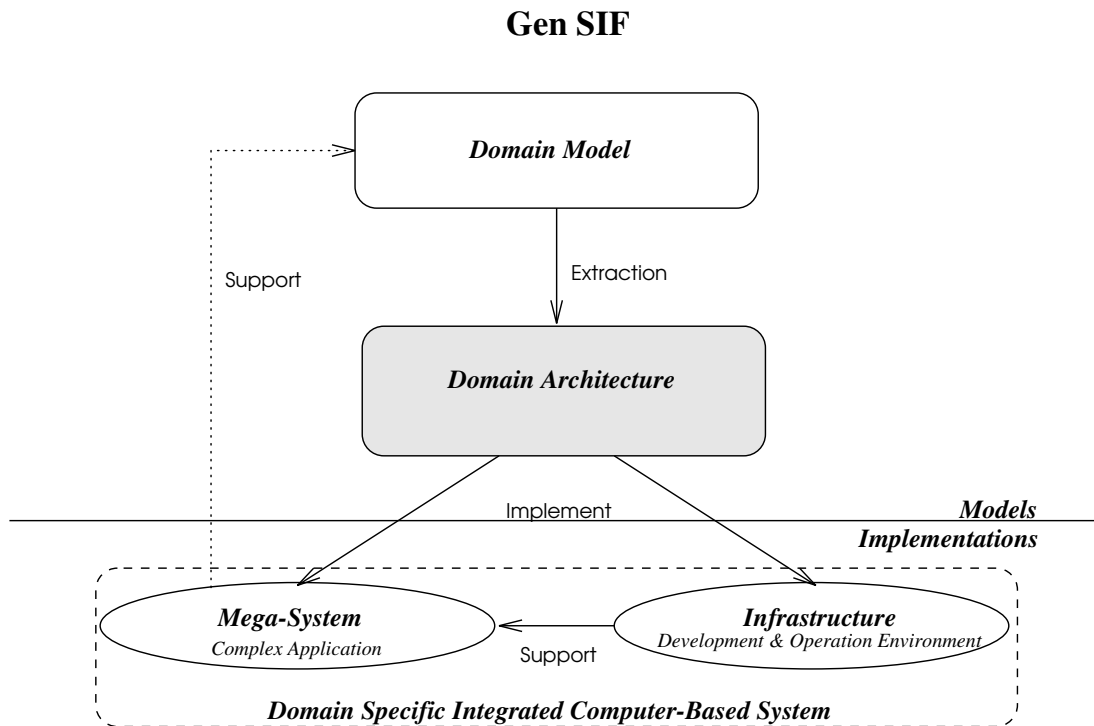 Gen SIF
Domain Model
Support
Extraction
Domain Architecture
Implement
Models
Implementations
Mega-System
Complex Application
Infrastructure
Development & Operation Environment
Support
Domain Specific Integrated Computer-Based System